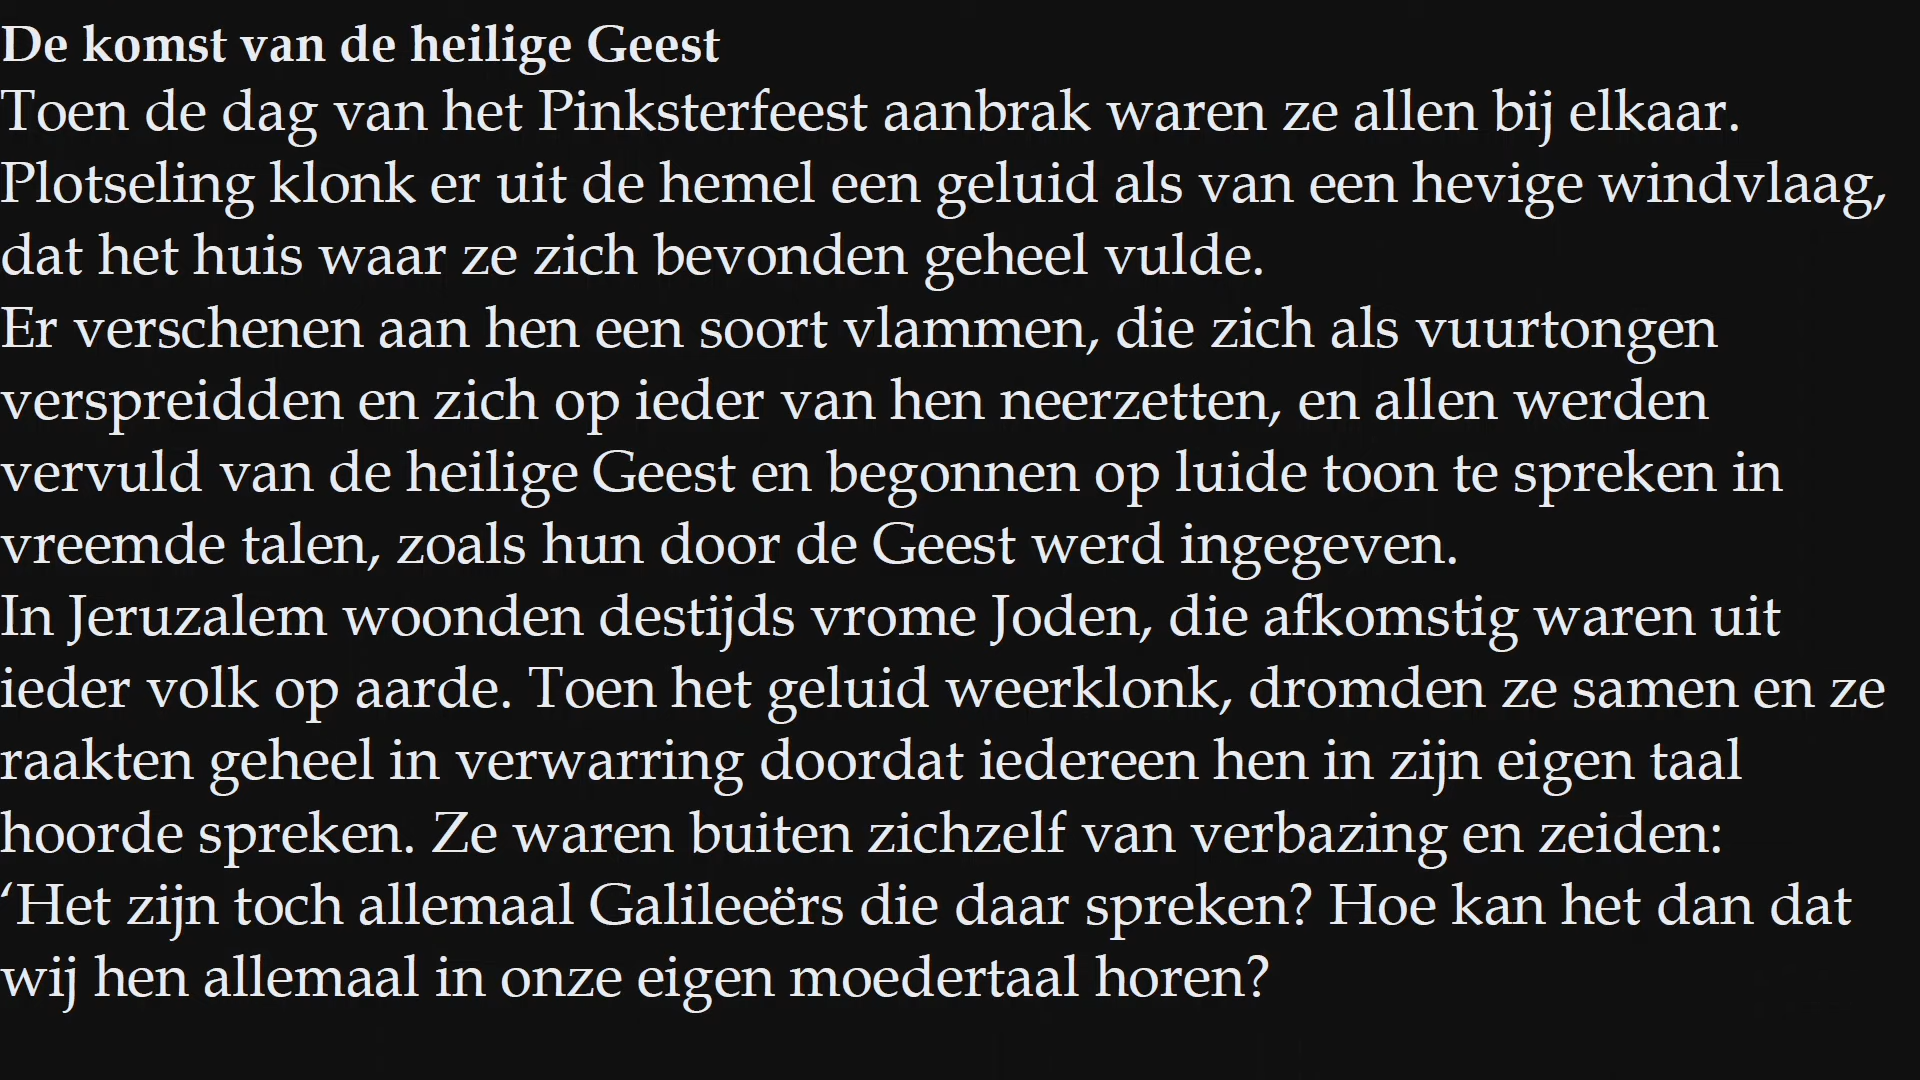 De komst van de heilige Geest
Toen de dag van het Pinksterfeest aanbrak waren ze allen bij elkaar.
Plotseling klonk er uit de hemel een geluid als van een hevige windvlaag,
dat het huis waar ze zich bevonden geheel vulde.
Er verschenen aan hen een soort vlammen, die zich als vuurtongen
verspreidden en zich op ieder van hen neerzetten, en allen werden
vervuld van de heilige Geest en begonnen op luide toon te spreken in
vreemde talen, zoals hun door de Geest werd ingegeven.
In Jeruzalem woonden destijds vrome Joden, die afkomstig waren uit
ieder volk op aarde. Toen het geluid weerklonk, dromden ze samen en ze
raakten geheel in verwarring doordat iedereen hen in zijn eigen taal
hoorde spreken. Ze waren buiten zichzelf van verbazing en zeiden:
‘Het zijn toch allemaal Galileeërs die daar spreken? Hoe kan het dan dat
wij hen allemaal in onze eigen moedertaal horen?